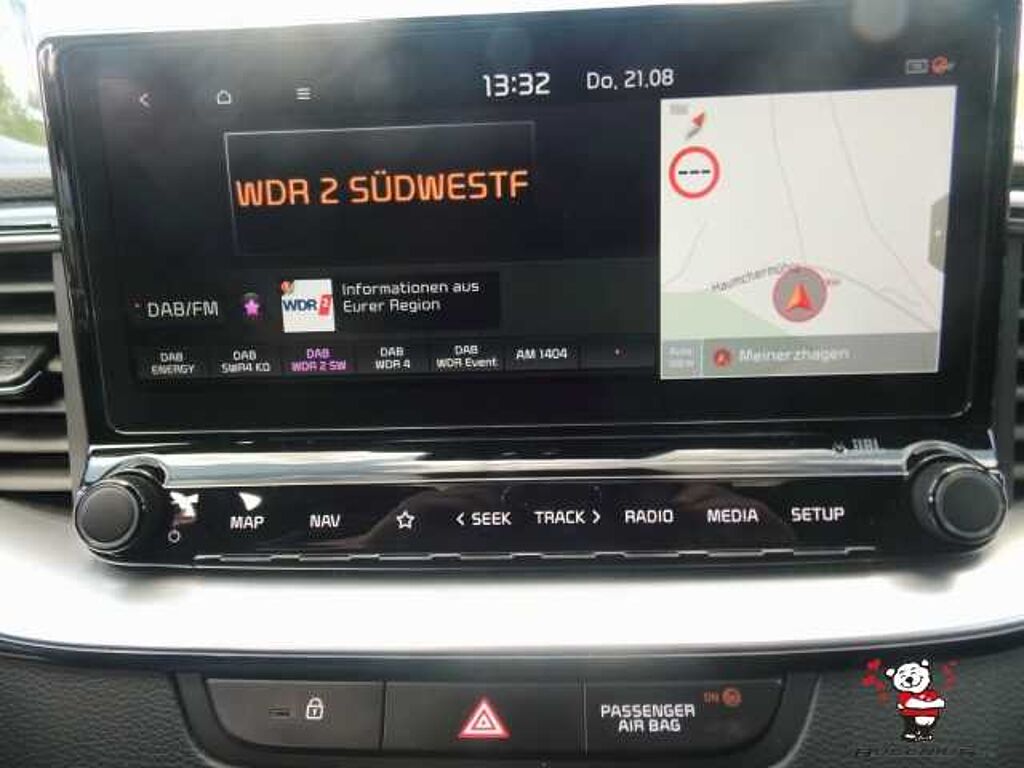 13:32 Do, 21.08
WDR 2 SÜDWESTF
DAB/FM
WDR 2
Informationen aus
Eurer Region
DAB
ENERGY
DAB
SWR4 KO
DAB
WDR 2 SW
DAB
WDR 4
DAB
WDR Event
AM 1404
---
Meinerzhagen
MAP
NAV
< SEEK
TRACK >
RADIO
MEDIA
SETUP
PASSENGER
AIR BAG
ON